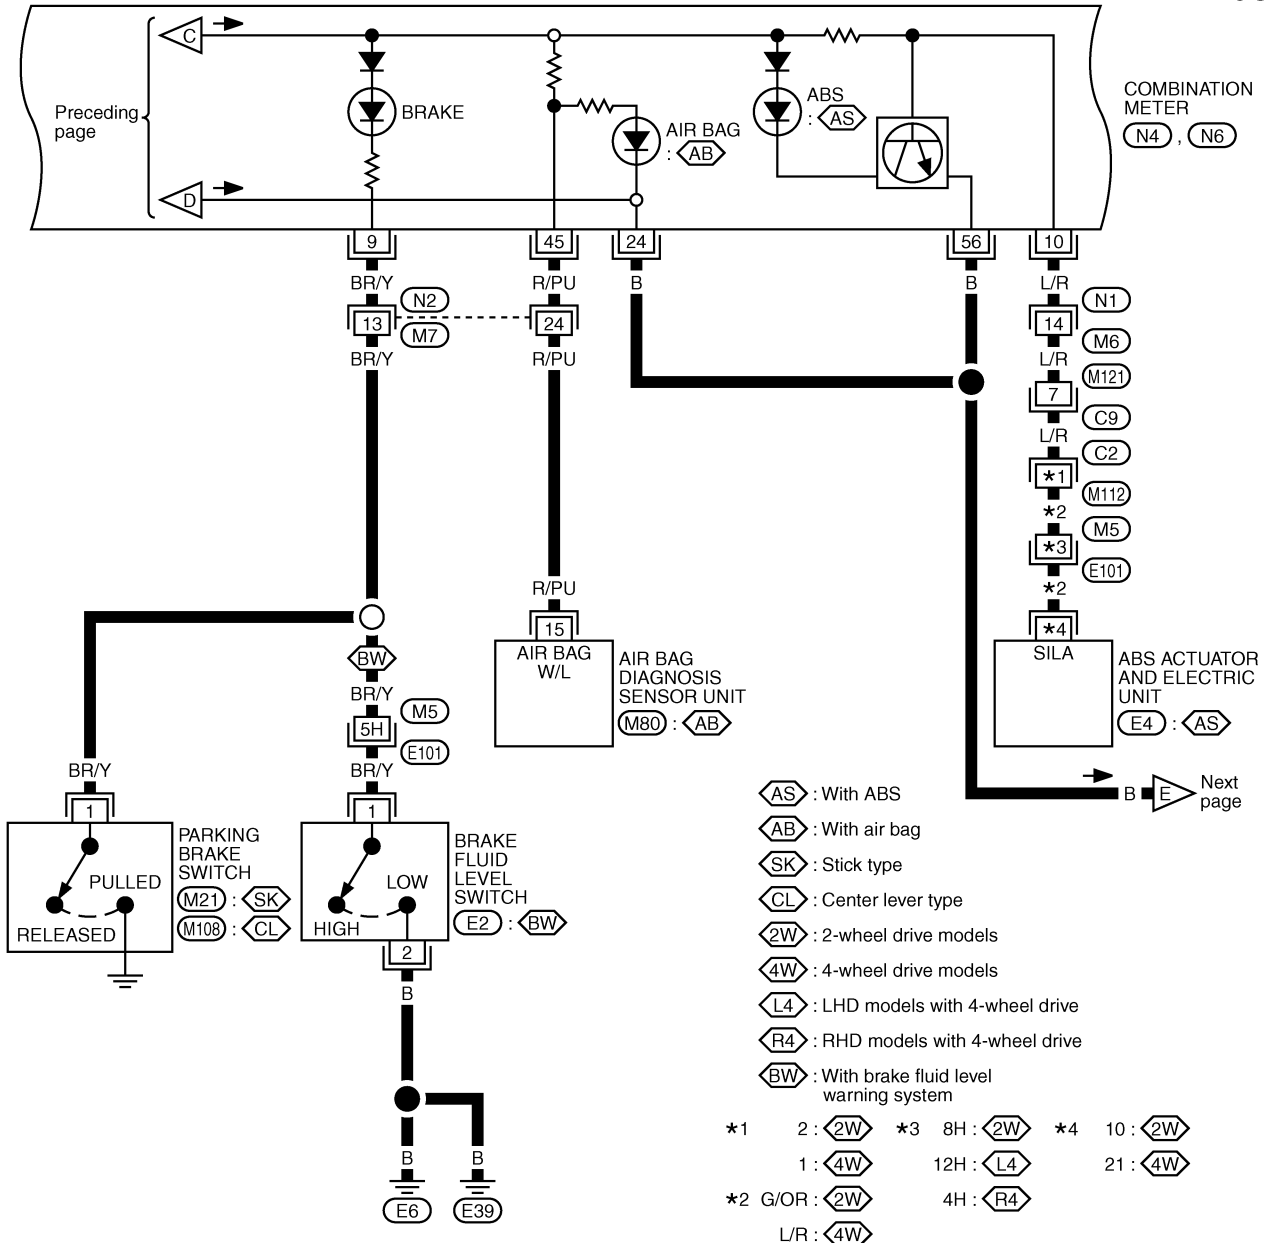 C
Preceding
page
BRAKE
AIR BAG
: AB
ABS
: AS
D
COMBINATION
METER
N4 , N6
9
45
24
56
10
BR/Y
R/PU
B
B
L/R
13
N2
M7
24
14
N1
M6
BR/Y
R/PU
L/R
M121
7
C9
L/R
C2
*1
M112
*2
M5
*3
E101
*2
R/PU
15
AIR BAG
W/L
AIR BAG
DIAGNOSIS
SENSOR UNIT
M80 : AB
*4
SILA
ABS ACTUATOR
AND ELECTRIC
UNIT
E4 : AS
BW
BR/Y
5H
M5
E101
BR/Y
BR/Y
1
1
PARKING
BRAKE
SWITCH
M21 : SK
M108 : CL
PULLED
RELEASED
BRAKE
FLUID
LEVEL
SWITCH
E2 : BW
LOW
HIGH
2
B
B
B
E6
E39
B
E
Next
page
AS : With ABS
AB : With air bag
SK : Stick type
CL : Center lever type
2W : 2-wheel drive models
4W : 4-wheel drive models
L4 : LHD models with 4-wheel drive
R4 : RHD models with 4-wheel drive
BW : With brake fluid level
warning system
*1 2 : 2W *3 8H : 2W *4 10 : 2W
1 : 4W 12H : L4 21 : 4W
*2 G/OR : 2W 4H : R4
L/R : 4W